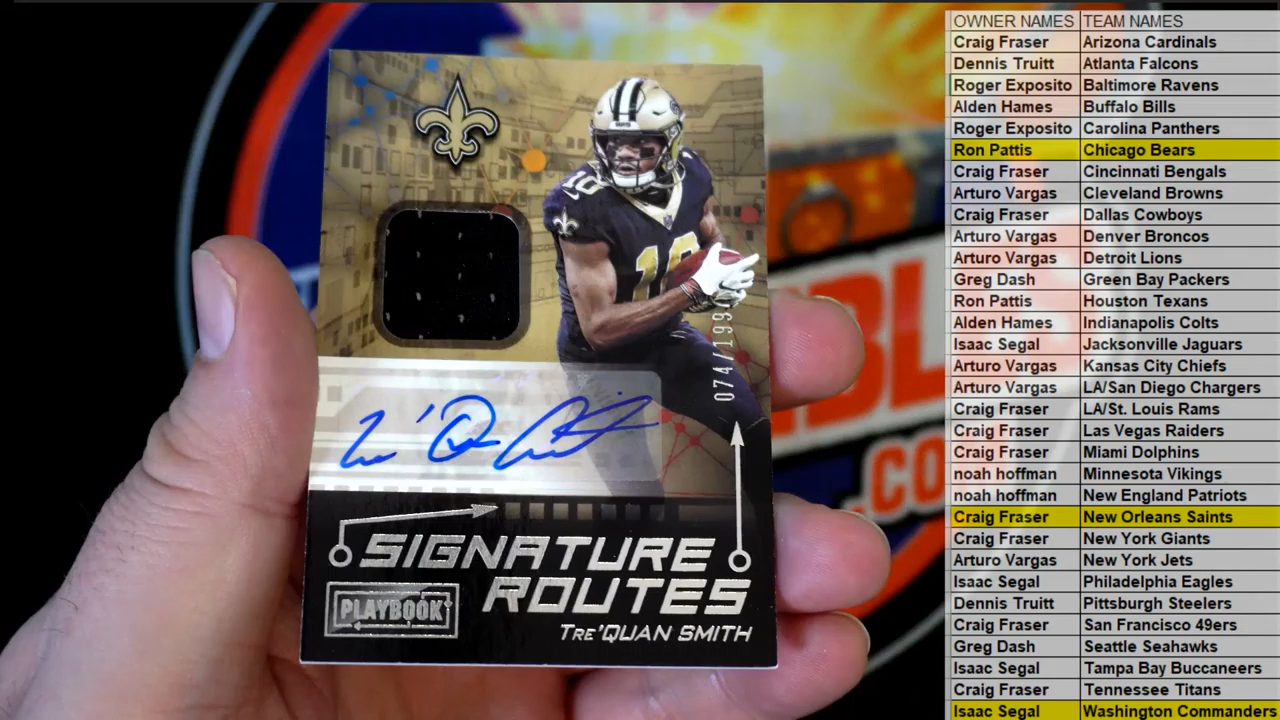 18
SAINTS
10
074/199
Tre'Quan Smith
SIGNATURE
ROUTES
PLAYBOOK
TRE'QUAN SMITH
.CO
OWNER NAMES TEAM NAMES
Craig Fraser Arizona Cardinals
Dennis Truitt Atlanta Falcons
Roger Exposito Baltimore Ravens
Alden Hames Buffalo Bills
Roger Exposito Carolina Panthers
Ron Pattis Chicago Bears
Craig Fraser Cincinnati Bengals
Arturo Vargas Cleveland Browns
Craig Fraser Dallas Cowboys
Arturo Vargas Denver Broncos
Arturo Vargas Detroit Lions
Greg Dash Green Bay Packers
Ron Pattis Houston Texans
Alden Hames Indianapolis Colts
Isaac Segal Jacksonville Jaguars
Arturo Vargas Kansas City Chiefs
Arturo Vargas LA/San Diego Chargers
Craig Fraser LA/St. Louis Rams
Craig Fraser Las Vegas Raiders
Craig Fraser Miami Dolphins
noah hoffman Minnesota Vikings
noah hoffman New England Patriots
Craig Fraser New Orleans Saints
Craig Fraser New York Giants
Arturo Vargas New York Jets
Isaac Segal Philadelphia Eagles
Dennis Truitt Pittsburgh Steelers
Craig Fraser San Francisco 49ers
Greg Dash Seattle Seahawks
Isaac Segal Tampa Bay Buccaneers
Craig Fraser Tennessee Titans
Isaac Segal Washington Commanders